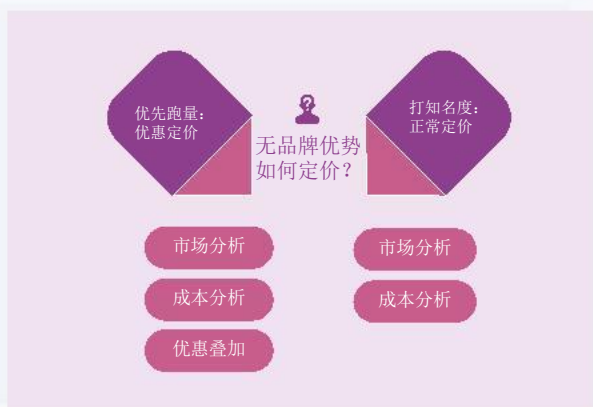 优先跑量：
优惠定价
无品牌优势
如何定价？
打知名度：
正常定价
市场分析
成本分析
优惠叠加
市场分析
成本分析